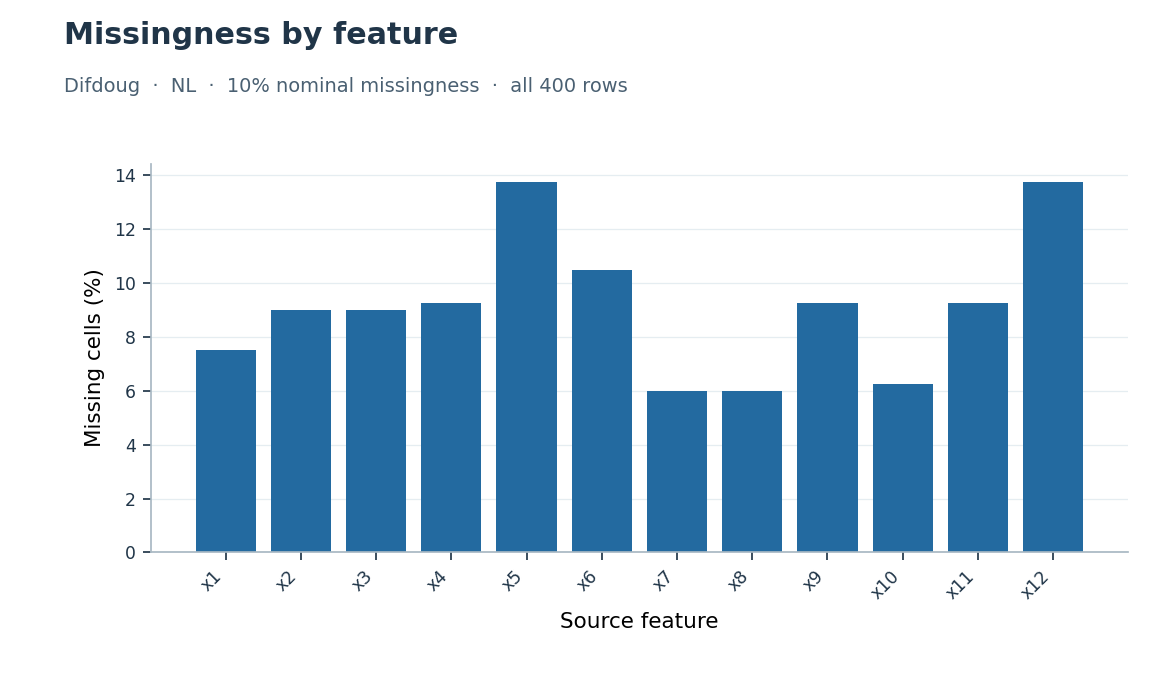 Missingness by feature
Difdoug · NL · 10% nominal missingness · all 400 rows
14
12
10
8
6
4
2
0
Missing cells (%)
x1 x2 x3 x4 x5 x6 x7 x8 x9 x10 x11 x12
Source feature